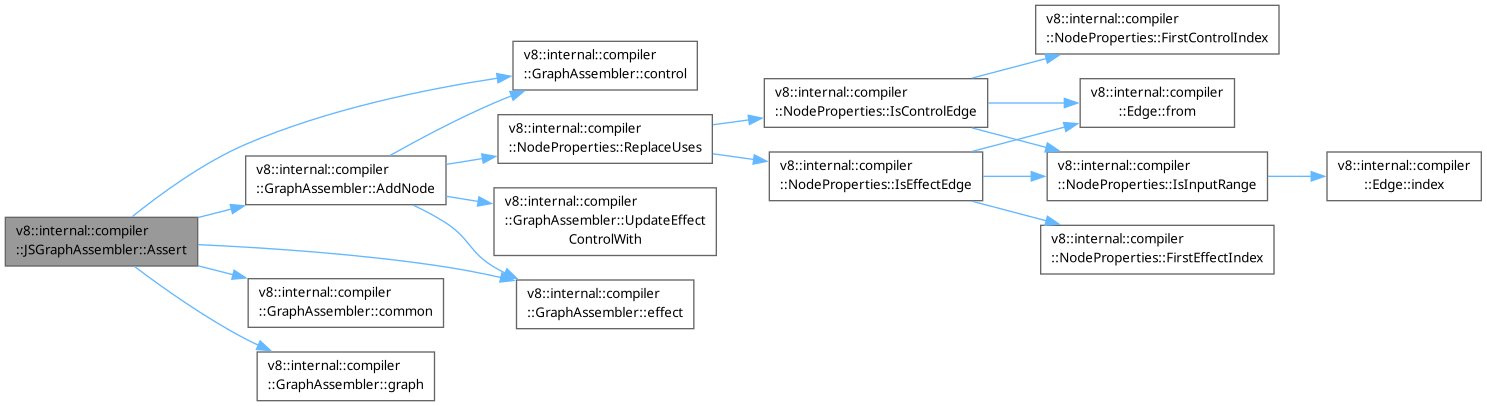 v8::internal::compiler
::JSGraphAssembler::Assert
v8::internal::compiler
::GraphAssembler::control
v8::internal::compiler
::GraphAssembler::AddNode
v8::internal::compiler
::NodeProperties::ReplaceUses
v8::internal::compiler
::GraphAssembler::UpdateEffect
ControlWith
v8::internal::compiler
::GraphAssembler::effect
v8::internal::compiler
::GraphAssembler::common
v8::internal::compiler
::GraphAssembler::graph
v8::internal::compiler
::NodeProperties::IsControlEdge
v8::internal::compiler
::NodeProperties::IsEffectEdge
v8::internal::compiler
::NodeProperties::FirstControlIndex
v8::internal::compiler
::Edge::from
v8::internal::compiler
::NodeProperties::IsInputRange
v8::internal::compiler
::NodeProperties::FirstEffectIndex
v8::internal::compiler
::Edge::index